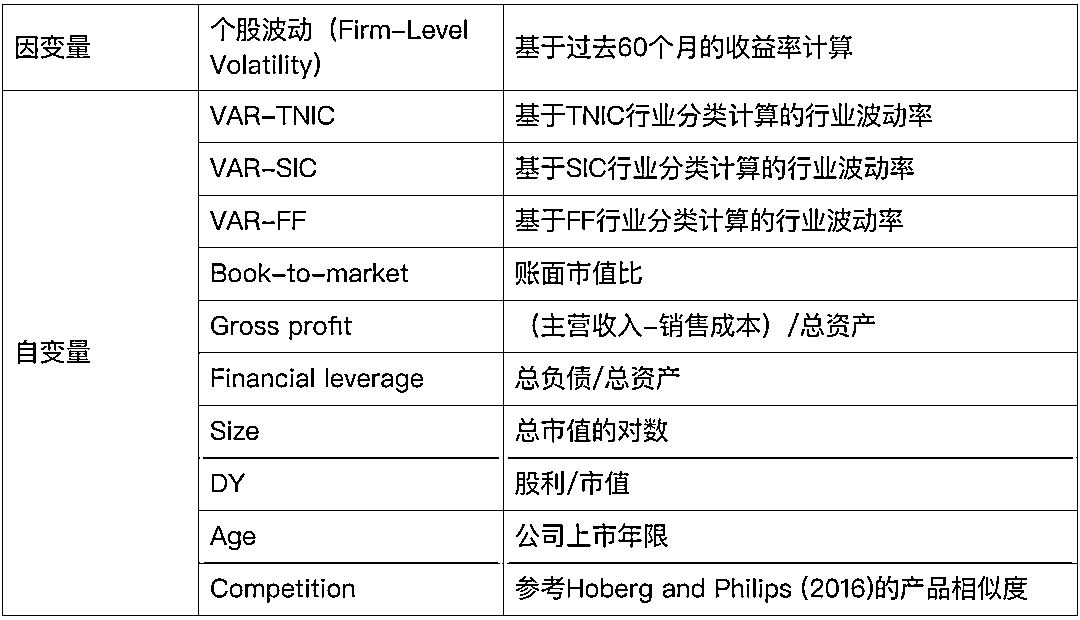 因变量
个股波动（Firm-Level
Volatility）
基于过去60个月的收益率计算
自变量
VAR-TNIC
基于TNIC行业分类计算的行业波动率
VAR-SIC
基于SIC行业分类计算的行业波动率
VAR-FF
基于FF行业分类计算的行业波动率
Book-to-market
账面市值比
Gross profit
（主营收入-销售成本）/总资产
Financial leverage
总负债/总资产
Size
总市值的对数
DY
股利/市值
Age
公司上市年限
Competition
参考Hoberg and Philips (2016)的产品相似度